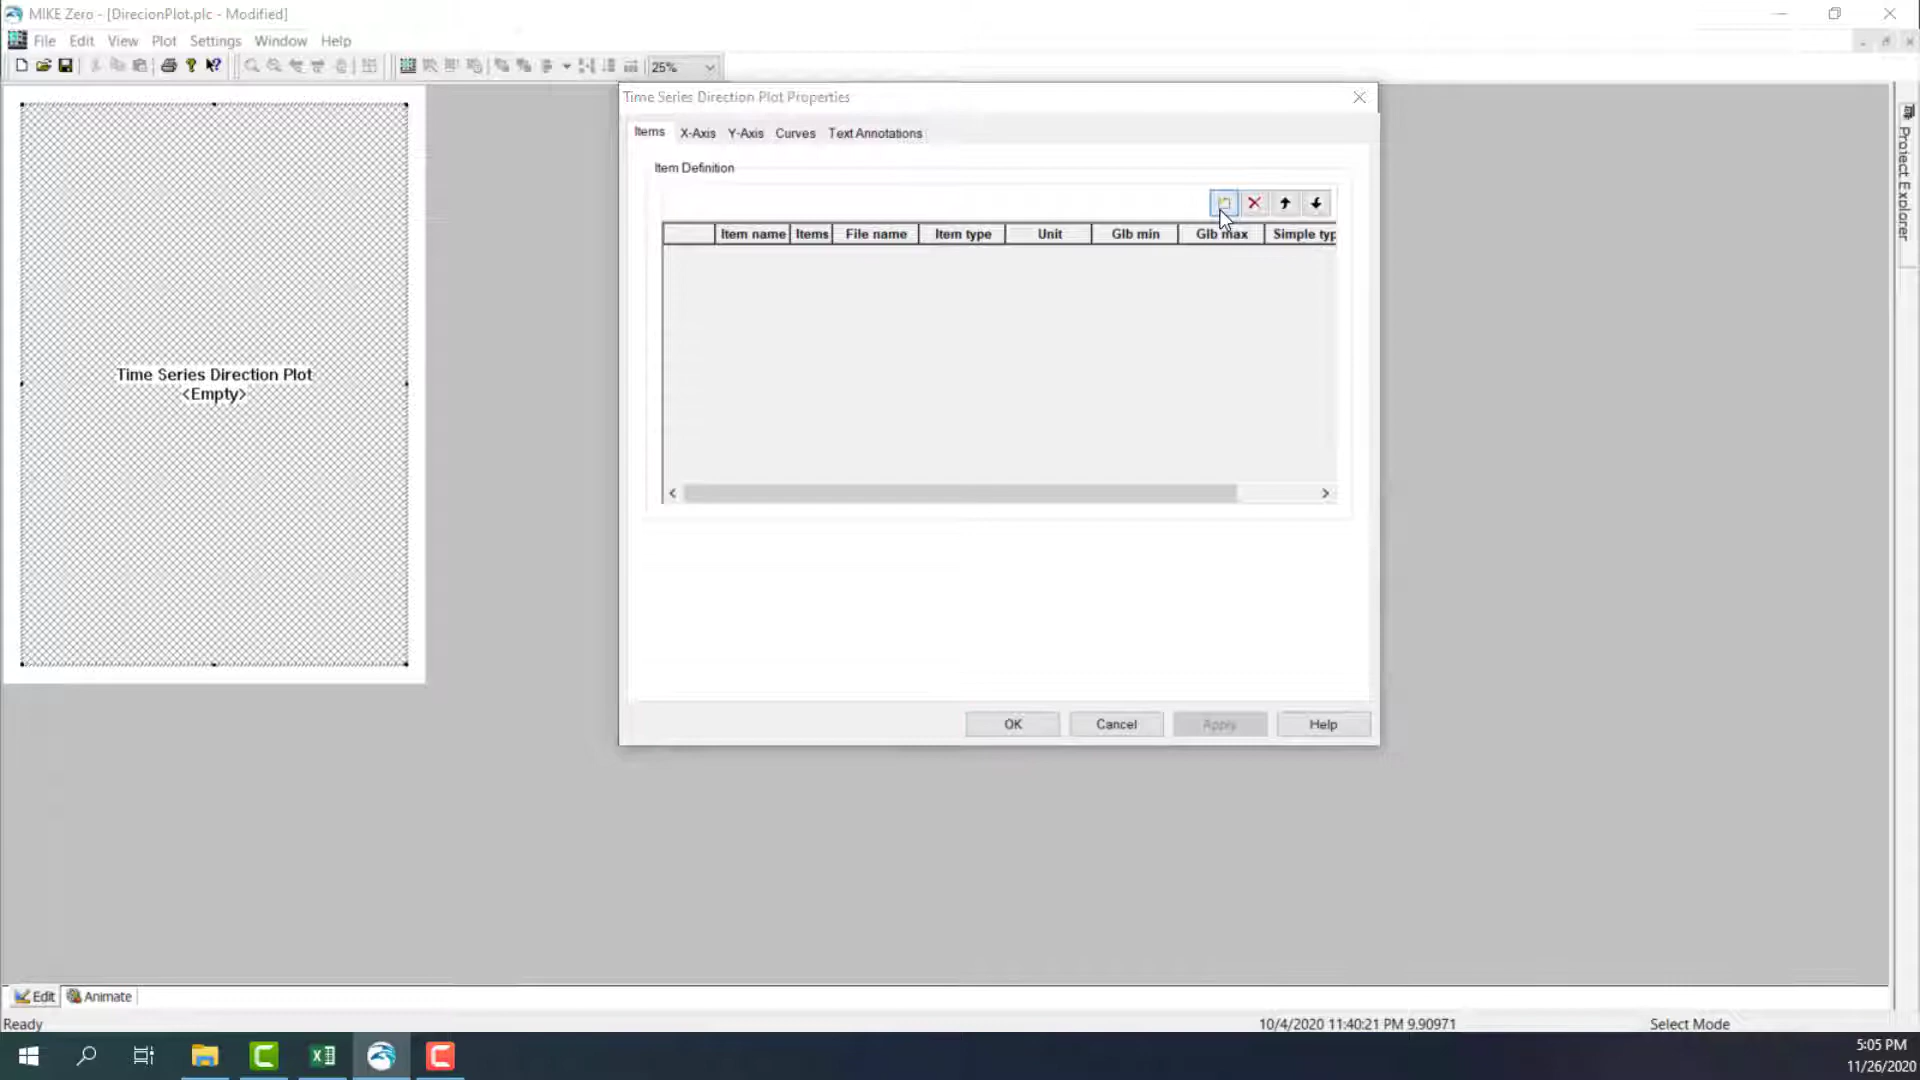 MIKE Zero - [DirecionPlot.plc - Modified]
File Edit View Plot Settings Window Help
25%
Time Series Direction Plot Properties
Items X-Axis Y-Axis Curves Text Annotations
Item Definition
Item name Items File name Item type Unit Glb min Glb max Simple typ
Time Series Direction Plot
<Empty>
OK Cancel Apply Help
Project Explorer
Edit Animate
Ready 10/4/2020 11:40:21 PM 9.90971 Select Mode
5:05 PM
11/26/2020